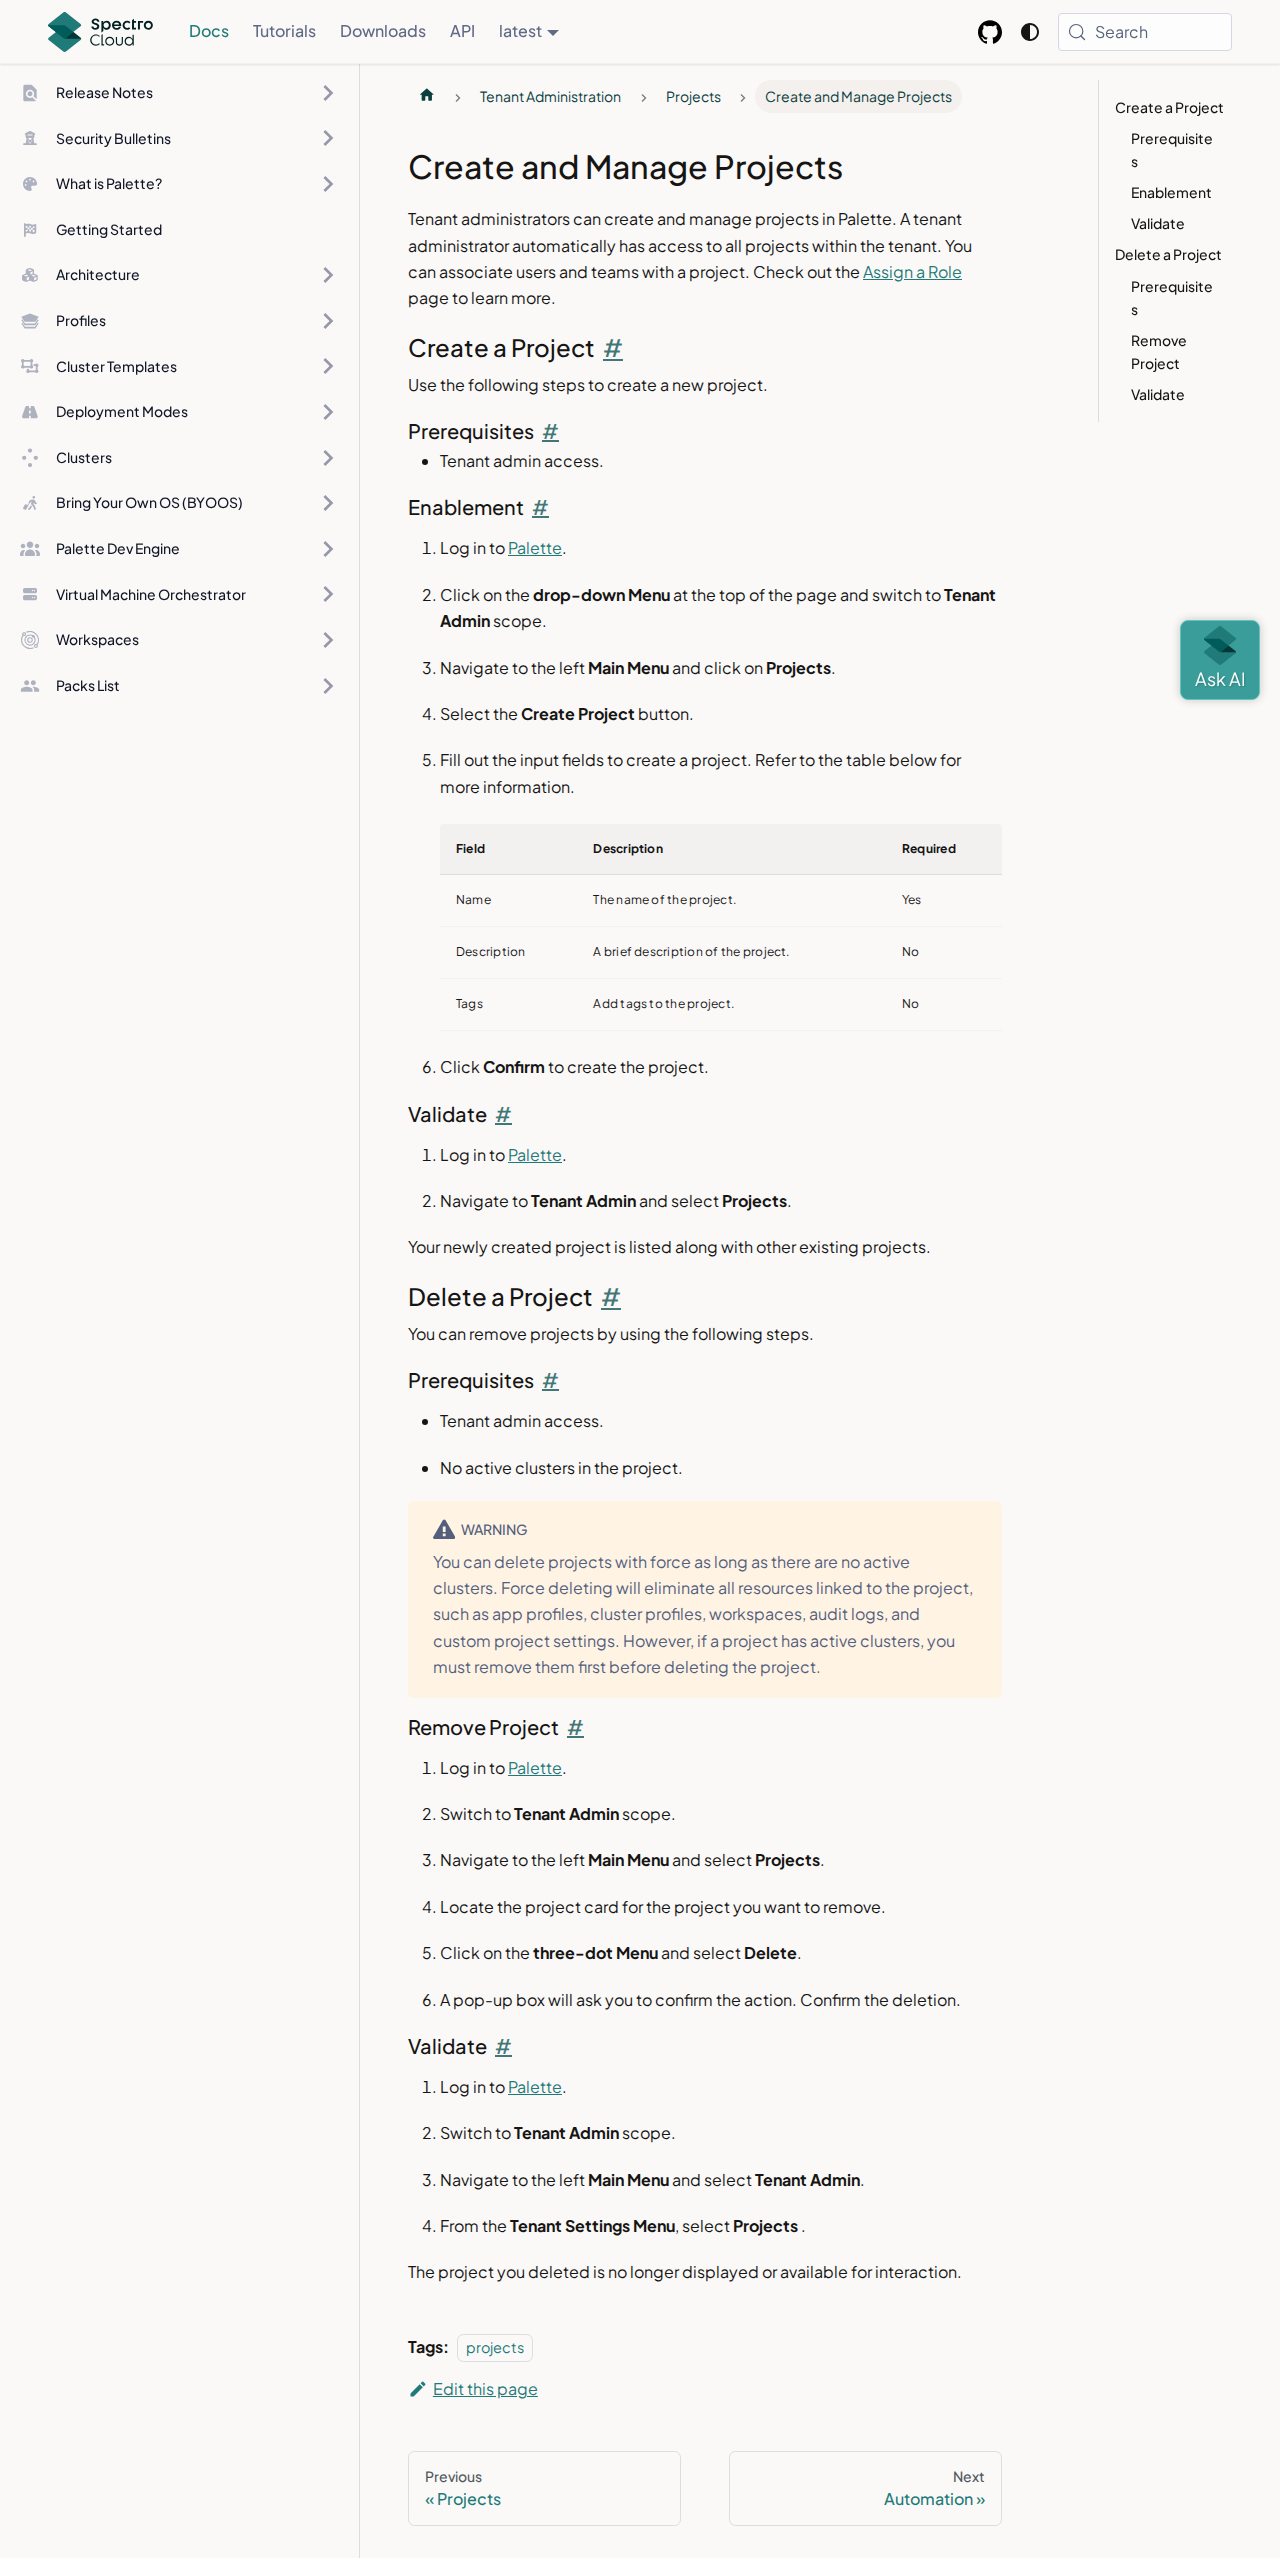 Spectro Cloud
Docs
Tutorials
Downloads
API
latest
Search
Release Notes
Security Bulletins
What is Palette?
Getting Started
Architecture
Profiles
Cluster Templates
Deployment Modes
Clusters
Bring Your Own OS (BYOOS)
Palette Dev Engine
Virtual Machine Orchestrator
Workspaces
Packs List
Tenant Administration
Projects
Create and Manage Projects
Create and Manage Projects
Tenant administrators can create and manage projects in Palette. A tenant
administrator automatically has access to all projects within the tenant. You
can associate users and teams with a project. Check out the Assign a Role
page to learn more.
Create a Project #
Use the following steps to create a new project.
Prerequisites #
• Tenant admin access.
Enablement #
1. Log in to Palette.
2. Click on the drop-down Menu at the top of the page and switch to Tenant
Admin scope.
3. Navigate to the left Main Menu and click on Projects.
4. Select the Create Project button.
5. Fill out the input fields to create a project. Refer to the table below for
more information.
Field Description Required
Name The name of the project. Yes
Description A brief description of the project. No
Tags Add tags to the project. No
6. Click Confirm to create the project.
Validate #
1. Log in to Palette.
2. Navigate to Tenant Admin and select Projects.
Your newly created project is listed along with other existing projects.
Delete a Project #
You can remove projects by using the following steps.
Prerequisites #
• Tenant admin access.
• No active clusters in the project.
WARNING
You can delete projects with force as long as there are no active
clusters. Force deleting will eliminate all resources linked to the project,
such as app profiles, cluster profiles, workspaces, audit logs, and
custom project settings. However, if a project has active clusters, you
must remove them first before deleting the project.
Remove Project #
1. Log in to Palette.
2. Switch to Tenant Admin scope.
3. Navigate to the left Main Menu and select Projects.
4. Locate the project card for the project you want to remove.
5. Click on the three-dot Menu and select Delete.
6. A pop-up box will ask you to confirm the action. Confirm the deletion.
Validate #
1. Log in to Palette.
2. Switch to Tenant Admin scope.
3. Navigate to the left Main Menu and select Tenant Admin.
4. From the Tenant Settings Menu, select Projects .
The project you deleted is no longer displayed or available for interaction.
Tags: projects
Edit this page
Previous
« Projects
Next
Automation »
Create a Project
Prerequisite
s
Enablement
Validate
Delete a Project
Prerequisite
s
Remove
Project
Validate
Ask AI